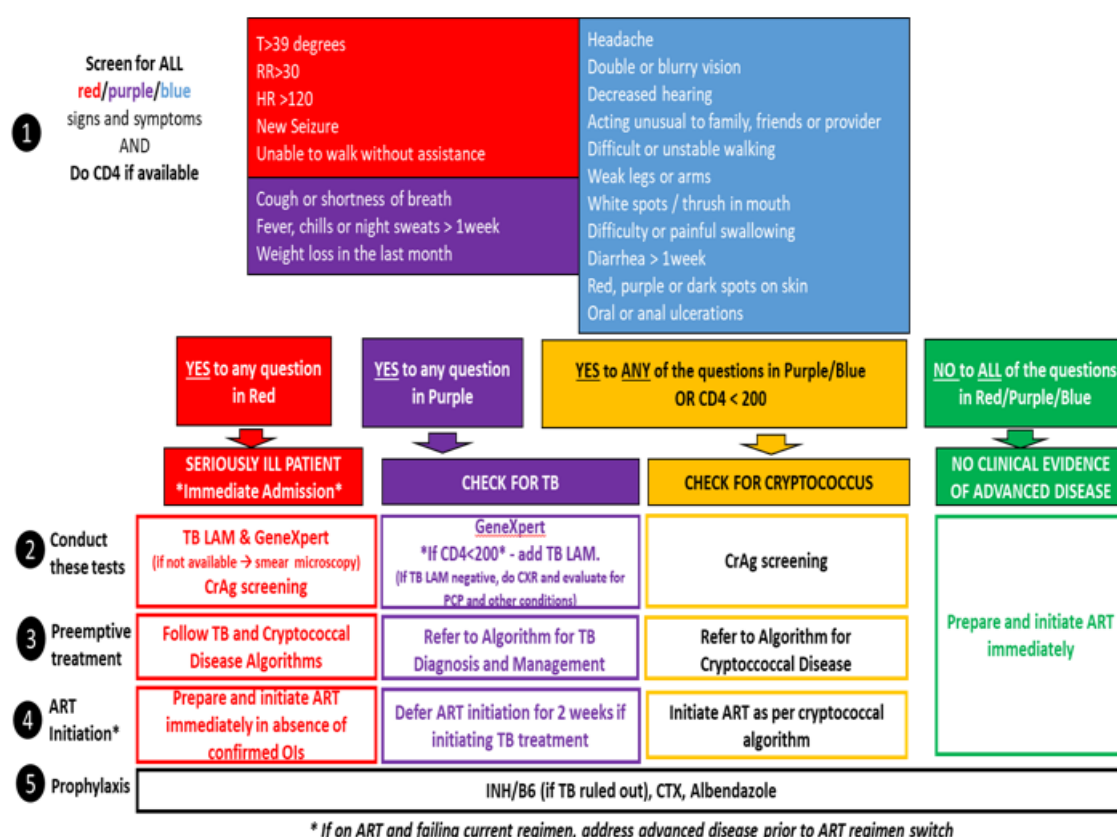 1
Screen for ALL
red/purple/blue
signs and symptoms
AND
Do CD4 if available
T>39 degrees
RR>30
HR >120
New Seizure
Unable to walk without assistance
Cough or shortness of breath
Fever, chills or night sweats > 1week
Weight loss in the last month
Headache
Double or blurry vision
Decreased hearing
Acting unusual to family, friends or provider
Difficult or unstable walking
Weak legs or arms
White spots / thrush in mouth
Difficulty or painful swallowing
Diarrhea > 1week
Red, purple or dark spots on skin
Oral or anal ulcerations
YES to any question
in Red
YES to any question
in Purple
YES to ANY of the questions in Purple/Blue
OR CD4 < 200
NO to ALL of the questions
in Red/Purple/Blue
SERIOUSLY ILL PATIENT
*Immediate Admission*
CHECK FOR TB
CHECK FOR CRYPTOCOCCUS
NO CLINICAL EVIDENCE
OF ADVANCED DISEASE
2
Conduct
these tests
TB LAM & GeneXpert
(if not available → smear microscopy)
CrAg screening
GeneXpert
*If CD4<200* - add TB LAM.
(If TB LAM negative, do CXR and evaluate for
PCP and other conditions)
CrAg screening
Prepare and initiate ART
immediately
3
Preemptive
treatment
Follow TB and Cryptococcal
Disease Algorithms
Refer to Algorithm for TB
Diagnosis and Management
Refer to Algorithm for
Cryptoccocal Disease
4
ART
Initiation*
Prepare and initiate ART
immediately in absence of
confirmed OIs
Defer ART initiation for 2 weeks if
initiating TB treatment
Initiate ART as per cryptococcal
algorithm
5
Prophylaxis
INH/B6 (if TB ruled out), CTX, Albendazole
* If on ART and failing current regimen, address advanced disease prior to ART regimen switch